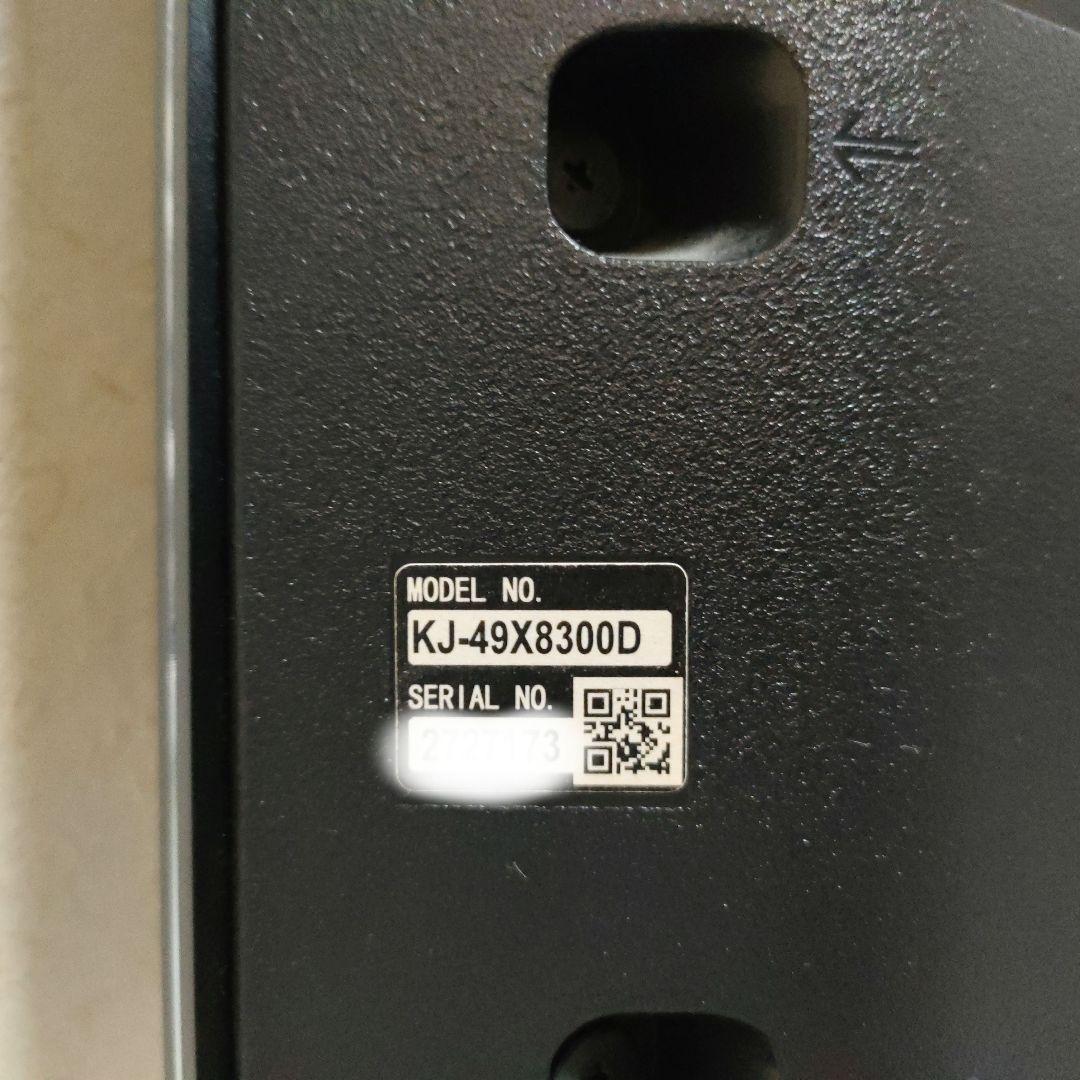 MODEL NO.
KJ-49X8300D
SERIAL NO.